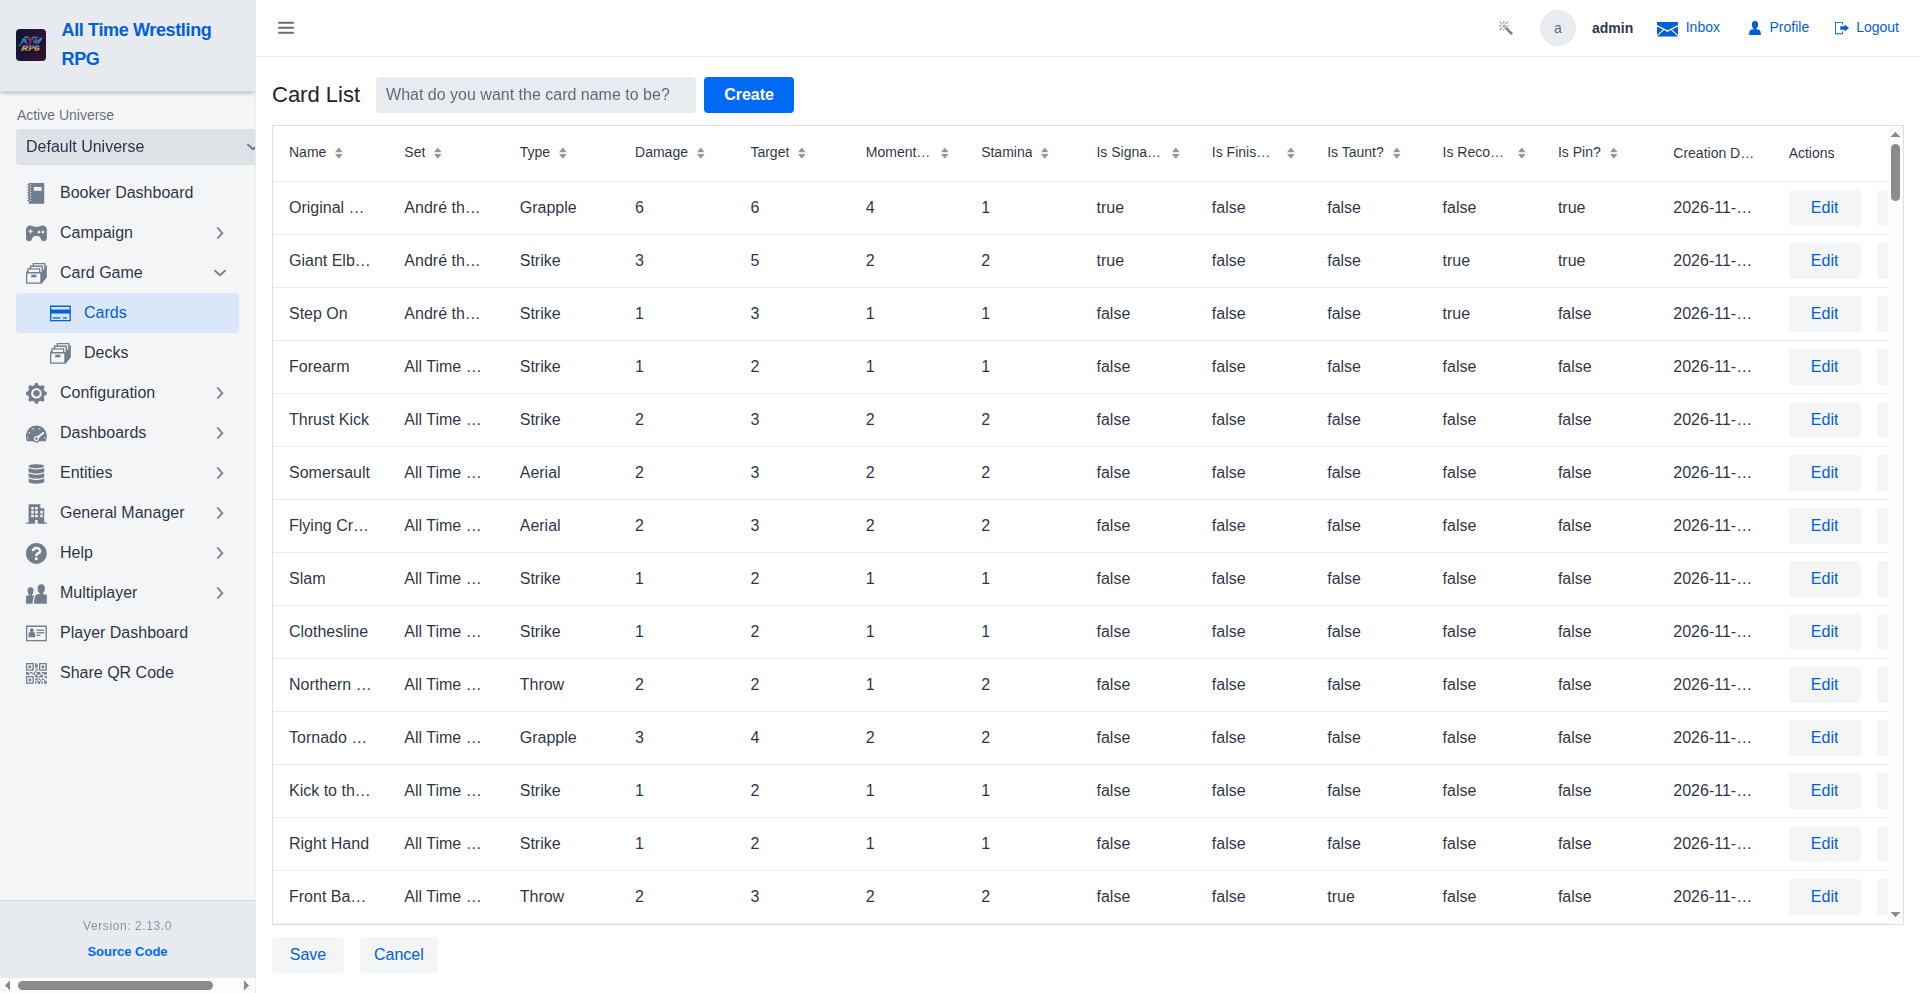 All Time Wrestling
RPG
Active Universe
Default Universe
Booker Dashboard
Campaign
Card Game
Cards
Decks
Configuration
Dashboards
Entities
General Manager
Help
Multiplayer
Player Dashboard
Share QR Code
Version: 2.13.0
Source Code
a admin Inbox Profile Logout
Card List What do you want the card name to be? Create
Name Set Type Damage Target Moment… Stamina Is Signa… Is Finis… Is Taunt? Is Reco… Is Pin? Creation D… Actions
Original … André th… Grapple 6 6 4 1 true false false false true 2026-11-… Edit
Giant Elb… André th… Strike 3 5 2 2 true false false true true 2026-11-… Edit
Step On André th… Strike 1 3 1 1 false false false true false 2026-11-… Edit
Forearm All Time … Strike 1 2 1 1 false false false false false 2026-11-… Edit
Thrust Kick All Time … Strike 2 3 2 2 false false false false false 2026-11-… Edit
Somersault All Time … Aerial 2 3 2 2 false false false false false 2026-11-… Edit
Flying Cr… All Time … Aerial 2 3 2 2 false false false false false 2026-11-… Edit
Slam All Time … Strike 1 2 1 1 false false false false false 2026-11-… Edit
Clothesline All Time … Strike 1 2 1 1 false false false false false 2026-11-… Edit
Northern … All Time … Throw 2 2 1 2 false false false false false 2026-11-… Edit
Tornado … All Time … Grapple 3 4 2 2 false false false false false 2026-11-… Edit
Kick to th… All Time … Strike 1 2 1 1 false false false false false 2026-11-… Edit
Right Hand All Time … Strike 1 2 1 1 false false false false false 2026-11-… Edit
Front Ba… All Time … Throw 2 3 2 2 false false true false false 2026-11-… Edit
Save Cancel